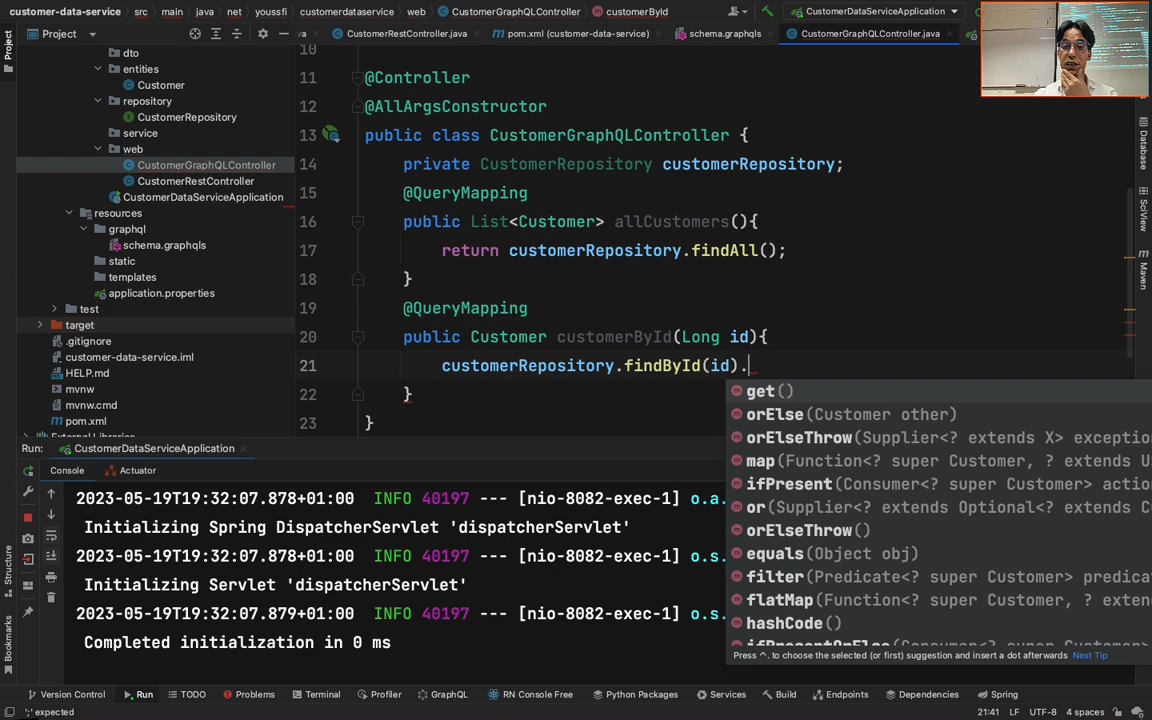 customer-data-service › src › main › java › youssfi › customerdataservice › web › CustomerGraphQLController › customerById
CustomerDataServiceApplication
Project
CustomerRestController.java
pom.xml (customer-data-service)
schema.graphqls
CustomerGraphQLController.java
Project
dto
entities
Customer
repository
CustomerRepository
service
web
CustomerGraphQLController
CustomerRestController
CustomerDataServiceApplication
resources
graphql
schema.graphqls
static
templates
application.properties
test
target
.gitignore
customer-data-service.iml
HELP.md
mvnw
mvnw.cmd
pom.xml
External Libraries
10
11 @Controller
12 @AllArgsConstructor
13 public class CustomerGraphQLController {
14 private CustomerRepository customerRepository;
15 @QueryMapping
16 public List<Customer> allCustomers(){
17 return customerRepository.findAll();
18 }
19 @QueryMapping
20 public Customer customerById(Long id){
21 customerRepository.findById(id).
22 }
23 }
get()
orElse(Customer other)
orElseThrow(Supplier<? extends X> exceptio
map(Function<? super Customer, ? extends U
ifPresent(Consumer<? super Customer> actio
or(Supplier<? extends Optional<? extends C
orElseThrow()
equals(Object obj)
filter(Predicate<? super Customer> predica
flatMap(Function<? super Customer, ? exten
hashCode()
ifPresentOrElse(Consumer<? super Customer>
Press ^. to choose the selected (or first) suggestion and insert a dot afterwards Next Tip
Database
SciView
Maven
Structure
Bookmarks
Run: CustomerDataServiceApplication
Console Actuator
2023-05-19T19:32:07.878+01:00 INFO 40197 --- [nio-8082-exec-1] o.a.
Initializing Spring DispatcherServlet 'dispatcherServlet'
2023-05-19T19:32:07.878+01:00 INFO 40197 --- [nio-8082-exec-1] o.s.
Initializing Servlet 'dispatcherServlet'
2023-05-19T19:32:07.879+01:00 INFO 40197 --- [nio-8082-exec-1] o.s.
Completed initialization in 0 ms
Version Control Run TODO Problems Terminal Profiler GraphQL RN Console Free Python Packages Services Build Endpoints Dependencies Spring
';' expected
21:41 LF UTF-8 4 spaces